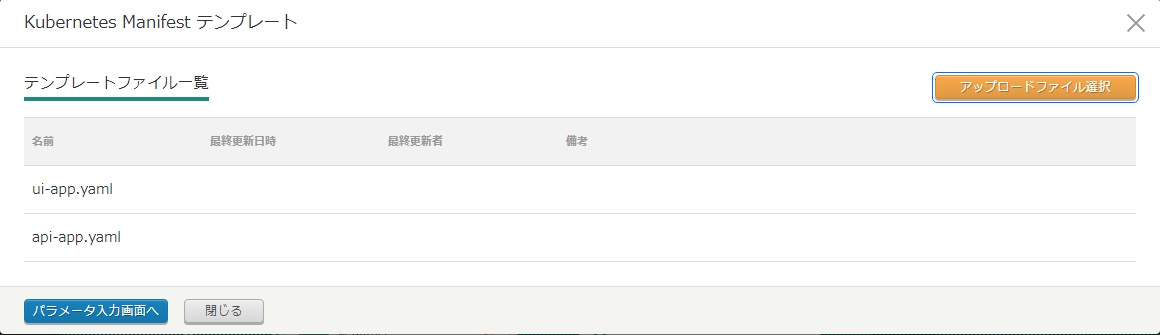 Kubernetes Manifest テンプレート
テンプレートファイル一覧
アップロードファイル選択
名前 最終更新日時 最終更新者 備考
ui-app.yaml
api-app.yaml
パラメータ入力画面へ 閉じる